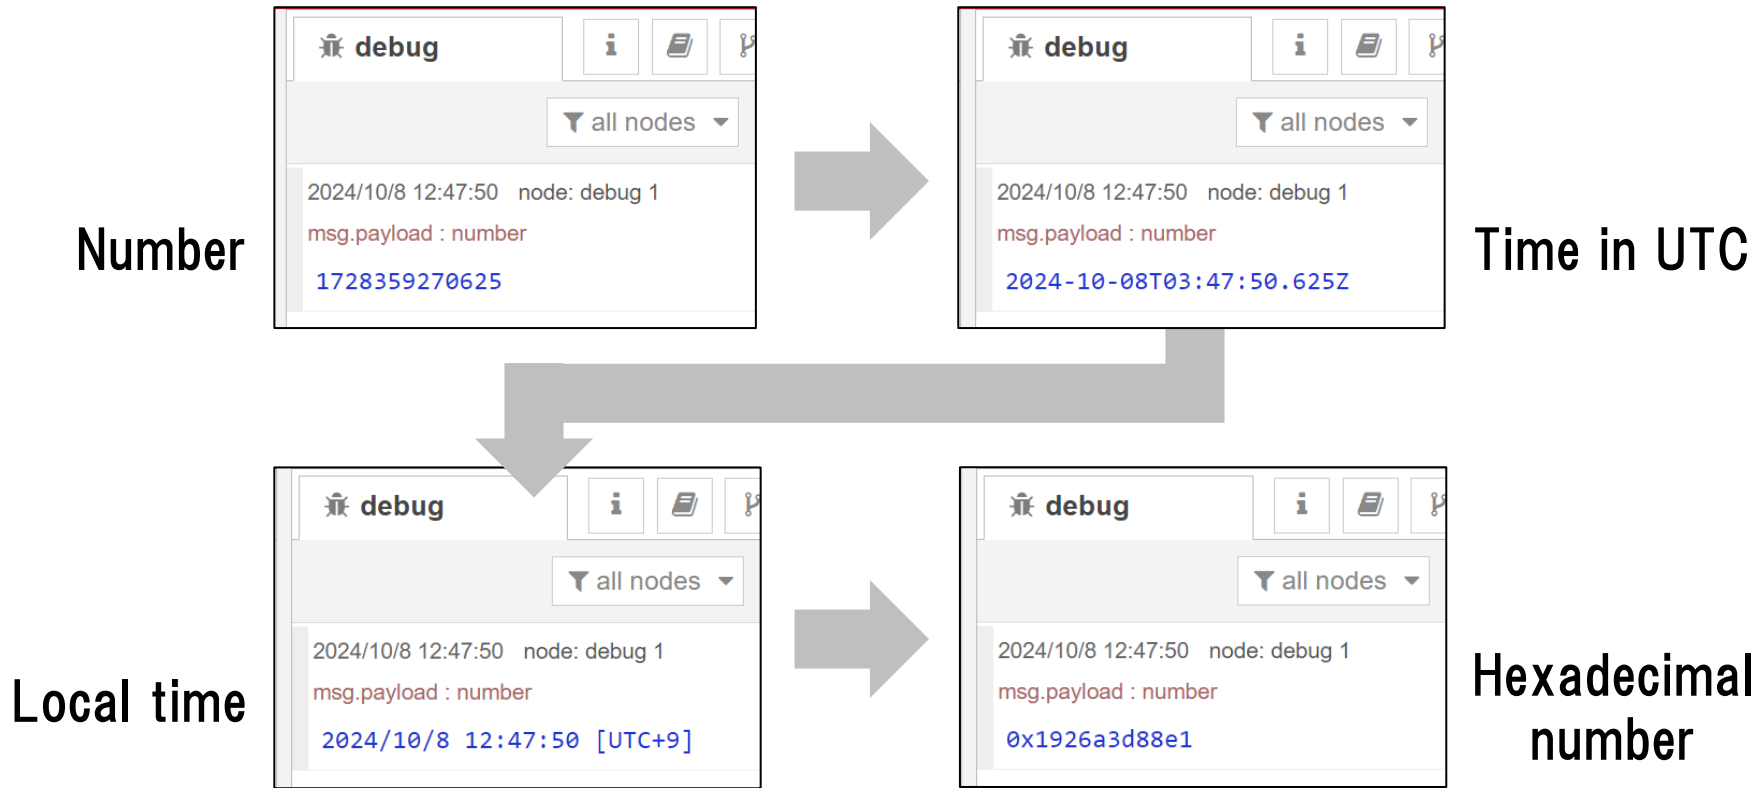 debug
all nodes
2024/10/8 12:47:50 node: debug 1
msg.payload : number
1728359270625
Number
debug
all nodes
2024/10/8 12:47:50 node: debug 1
msg.payload : number
2024-10-08T03:47:50.625Z
Time in UTC
debug
all nodes
2024/10/8 12:47:50 node: debug 1
msg.payload : number
2024/10/8 12:47:50 [UTC+9]
Local time
debug
all nodes
2024/10/8 12:47:50 node: debug 1
msg.payload : number
0x1926a3d88e1
Hexadecimal
number